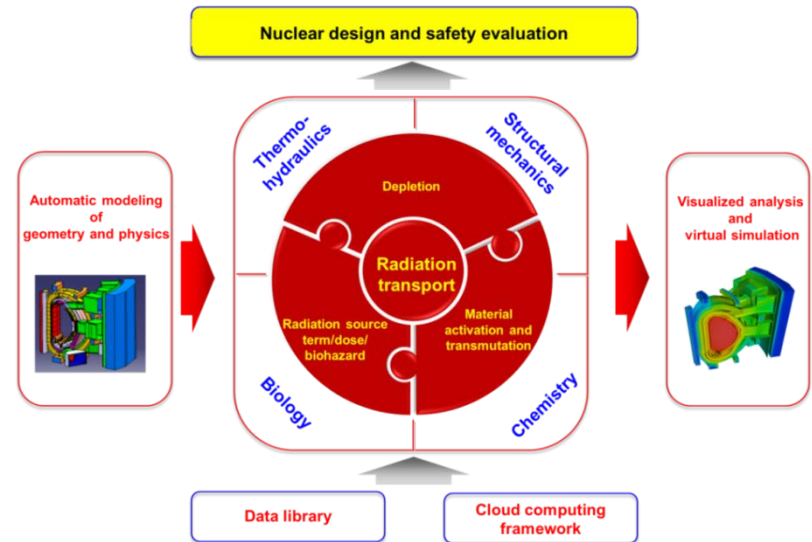 Nuclear design and safety evaluation
Thermo-
hydraulics
Structural
mechanics
Depletion
Automatic modeling
of
geometry and physics
Radiation
transport
Visualized analysis
and
virtual simulation
Radiation source
term/dose/
biohazard
Material
activation and
transmutation
Biology
Chemistry
Data library
Cloud computing
framework